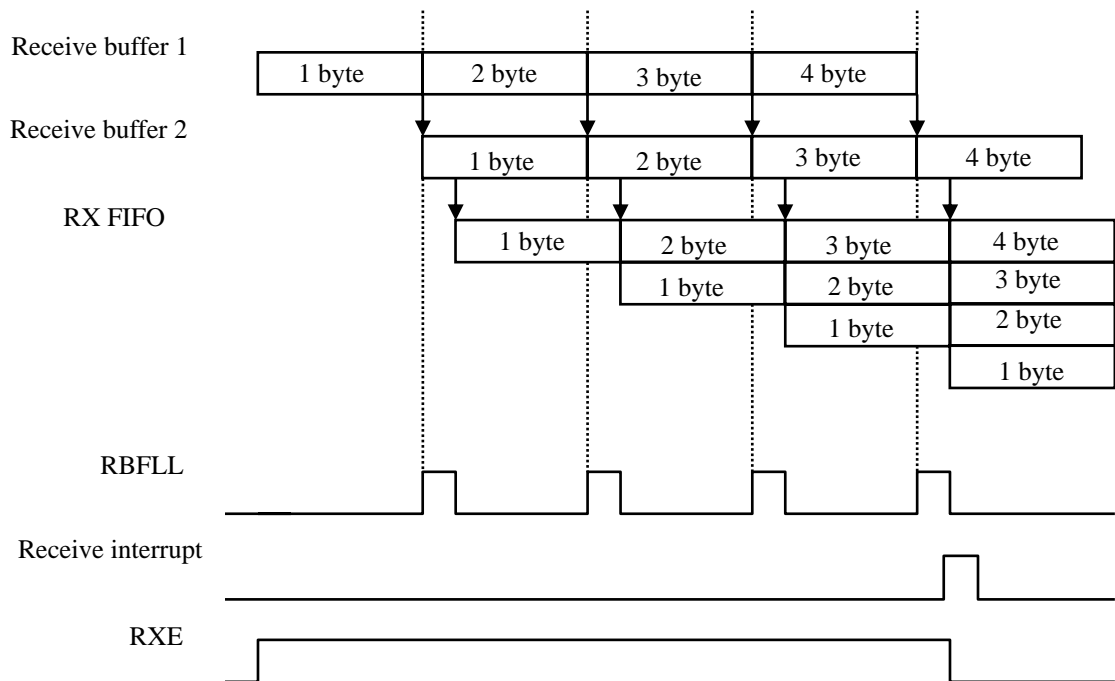 Receive buffer 1
1 byte 2 byte 3 byte 4 byte
Receive buffer 2
1 byte 2 byte 3 byte 4 byte
RX FIFO
1 byte 2 byte 3 byte 4 byte
1 byte 2 byte 3 byte
1 byte 2 byte
1 byte
RBFLL
Receive interrupt
RXE